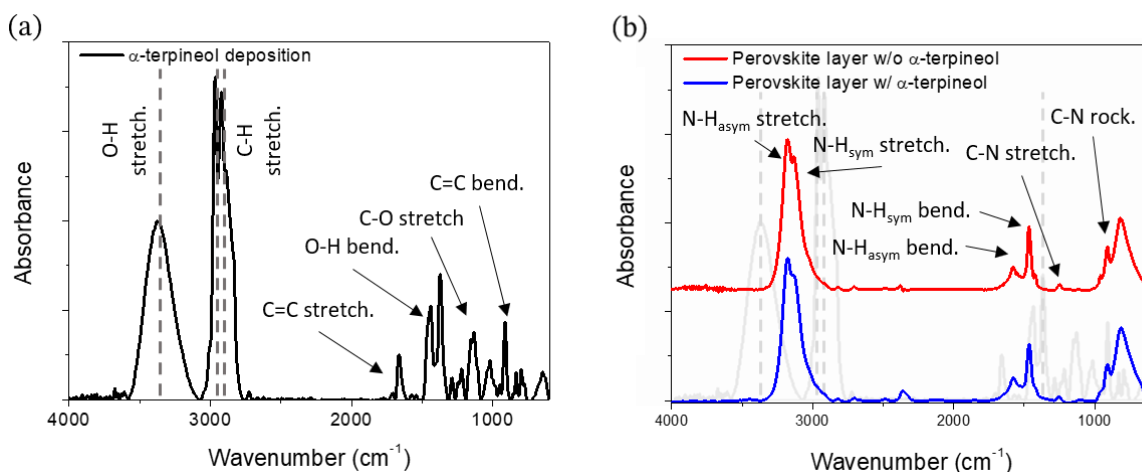 (a)
α-terpineol deposition
O-H
stretch.
C-H
stretch.
C=C bend.
C-O stretch
O-H bend.
C=C stretch.
Absorbance
4000
3000
2000
1000
Wavenumber (cm⁻¹)
(b)
Perovskite layer w/o α-terpineol
Perovskite layer w/ α-terpineol
N-Hasym stretch.
N-Hsym stretch.
C-N rock.
C-N stretch.
N-Hsym bend.
N-Hasym bend.
Absorbance
4000
3000
2000
1000
Wavenumber (cm⁻¹)